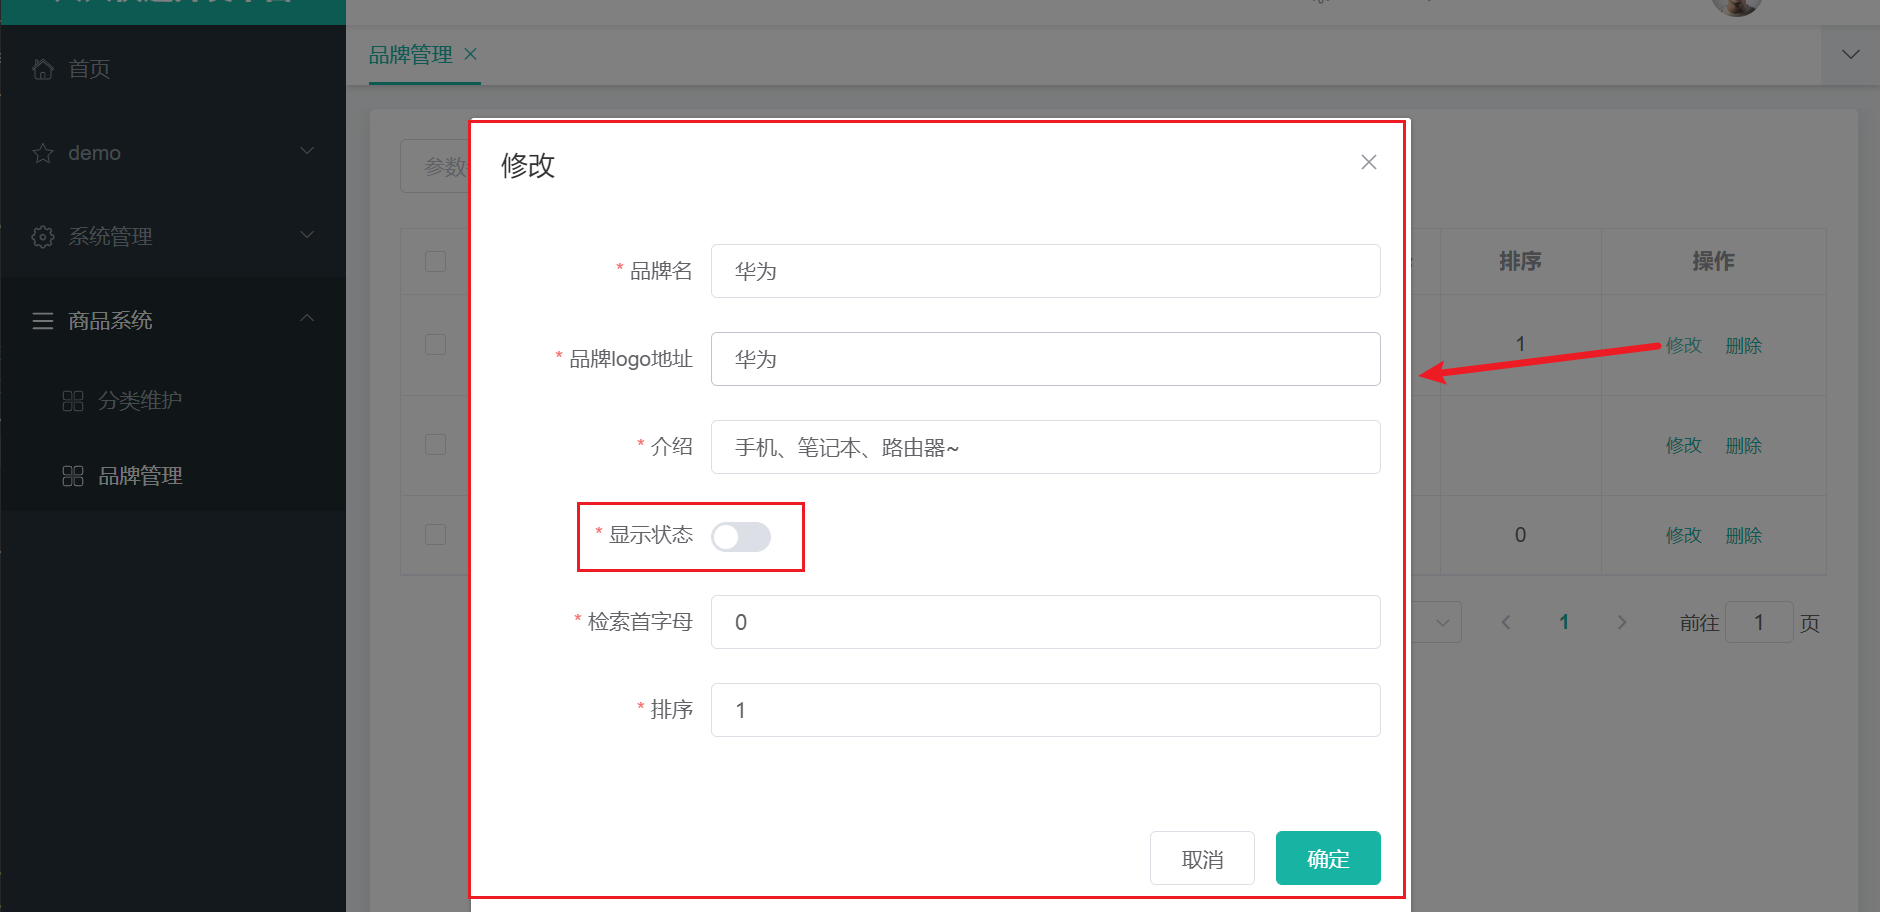 首页
demo
系统管理
商品系统
分类维护
品牌管理
品牌管理
参数
修改
* 品牌名 华为
* 品牌logo地址 华为
* 介绍 手机、笔记本、路由器~
* 显示状态
* 检索首字母 0
* 排序 1
取消 确定
排序 操作
1 修改 删除
修改 删除
0 修改 删除
1 前往 1 页